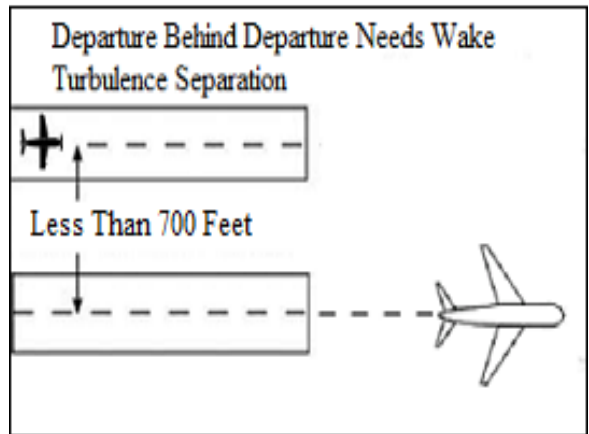 Departure Behind Departure Needs Wake
Turbulence Separation
Less Than 700 Feet